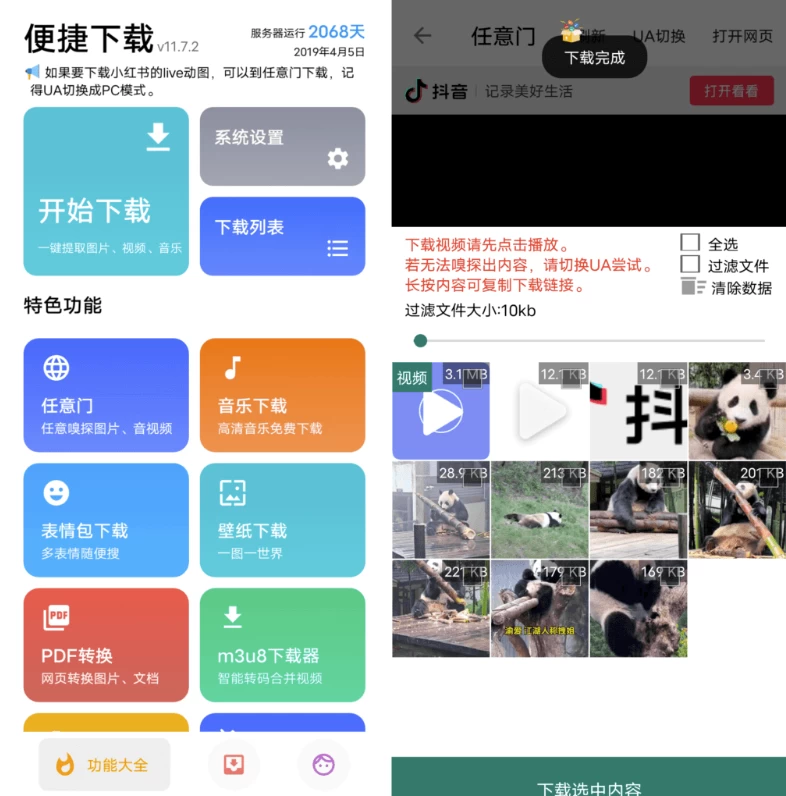 便捷下载 v11.7.2
服务器运行 2068天
2019年4月5日
如果要下载小红书的live动图，可以到任意门下载，记
得UA切换成PC模式。
开始下载
一键提取图片、视频、音乐
系统设置
下载列表
特色功能
任意门
任意嗅探图片、音视频
音乐下载
高清音乐免费下载
表情包下载
多表情随便搜
壁纸下载
一图一世界
PDF
PDF转换
网页转换图片、文档
m3u8下载器
智能转码合并视频
功能大全
任意门
刷新
UA切换
打开网页
下载完成
抖音
记录美好生活
打开看看
下载视频请先点击播放。
若无法嗅探出内容，请切换UA尝试。
长按内容可复制下载链接。
全选
过滤文件
清除数据
过滤文件大小:10kb
视频
3.1 MB
12.1 KB
12.1 KB
抖
3.4 KB
28.9 KB
213 KB
182 KB
201 KB
221 KB
179 KB
169 KB
下载选中内容